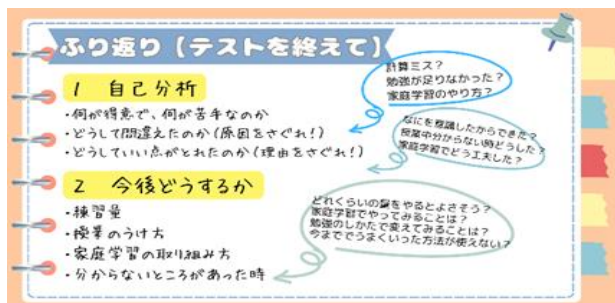 ふり返り【テストを終えて】
1 自己分析
・何が得意で、何が苦手なのか
・どうして間違えたのか（原因をさぐれ！）
・どうしていい点がとれたのか（理由をさぐれ！）
計算ミス？
勉強が足りなかった？
家庭学習のやり方？
なにを意識したからできた？
授業中分からない時どうした？
家庭学習でどう工夫した？
2 今後どうするか
・練習量
・授業のうけ方
・家庭学習の取り組み方
・分からないところがあった時
どれくらいの量をやるとよさそう？
家庭学習でやってみることは？
勉強のしかたで変えてみることは？
今まででうまくいった方法が使えない？